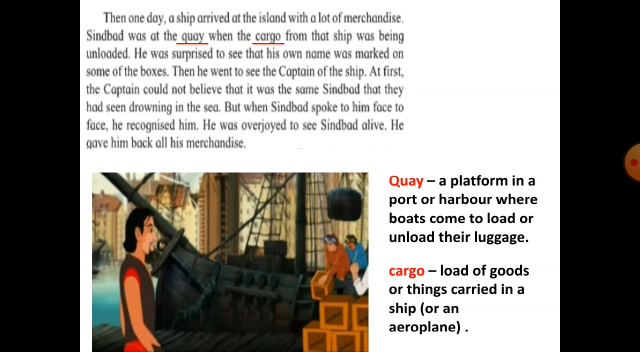 Then one day, a ship arrived at the island with a lot of merchandise.
Sindbad was at the quay when the cargo from that ship was being
unloaded. He was surprised to see that his own name was marked on
some of the boxes. Then he went to see the Captain of the ship. At first,
the Captain could not believe that it was the same Sindbad that they
had seen drowning in the sea. But when Sindbad spoke to him face to
face, he recognised him. He was overjoyed to see Sindbad alive. He
gave him back all his merchandise.
Quay – a platform in a
port or harbour where
boats come to load or
unload their luggage.
cargo – load of goods
or things carried in a
ship (or an
aeroplane) .